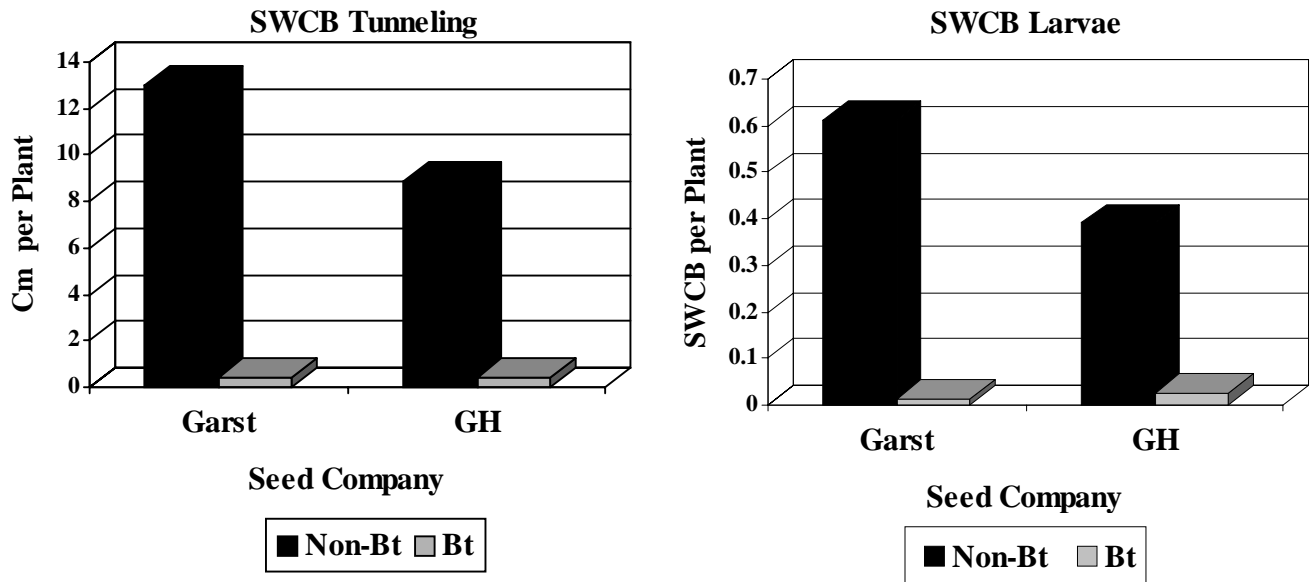 SWCB Tunneling
14
12
10
8
6
4
2
0
Cm per Plant
Garst GH
Seed Company
Non-Bt Bt
SWCB Larvae
0.7
0.6
0.5
0.4
0.3
0.2
0.1
0
SWCB per Plant
Garst GH
Seed Company
Non-Bt Bt